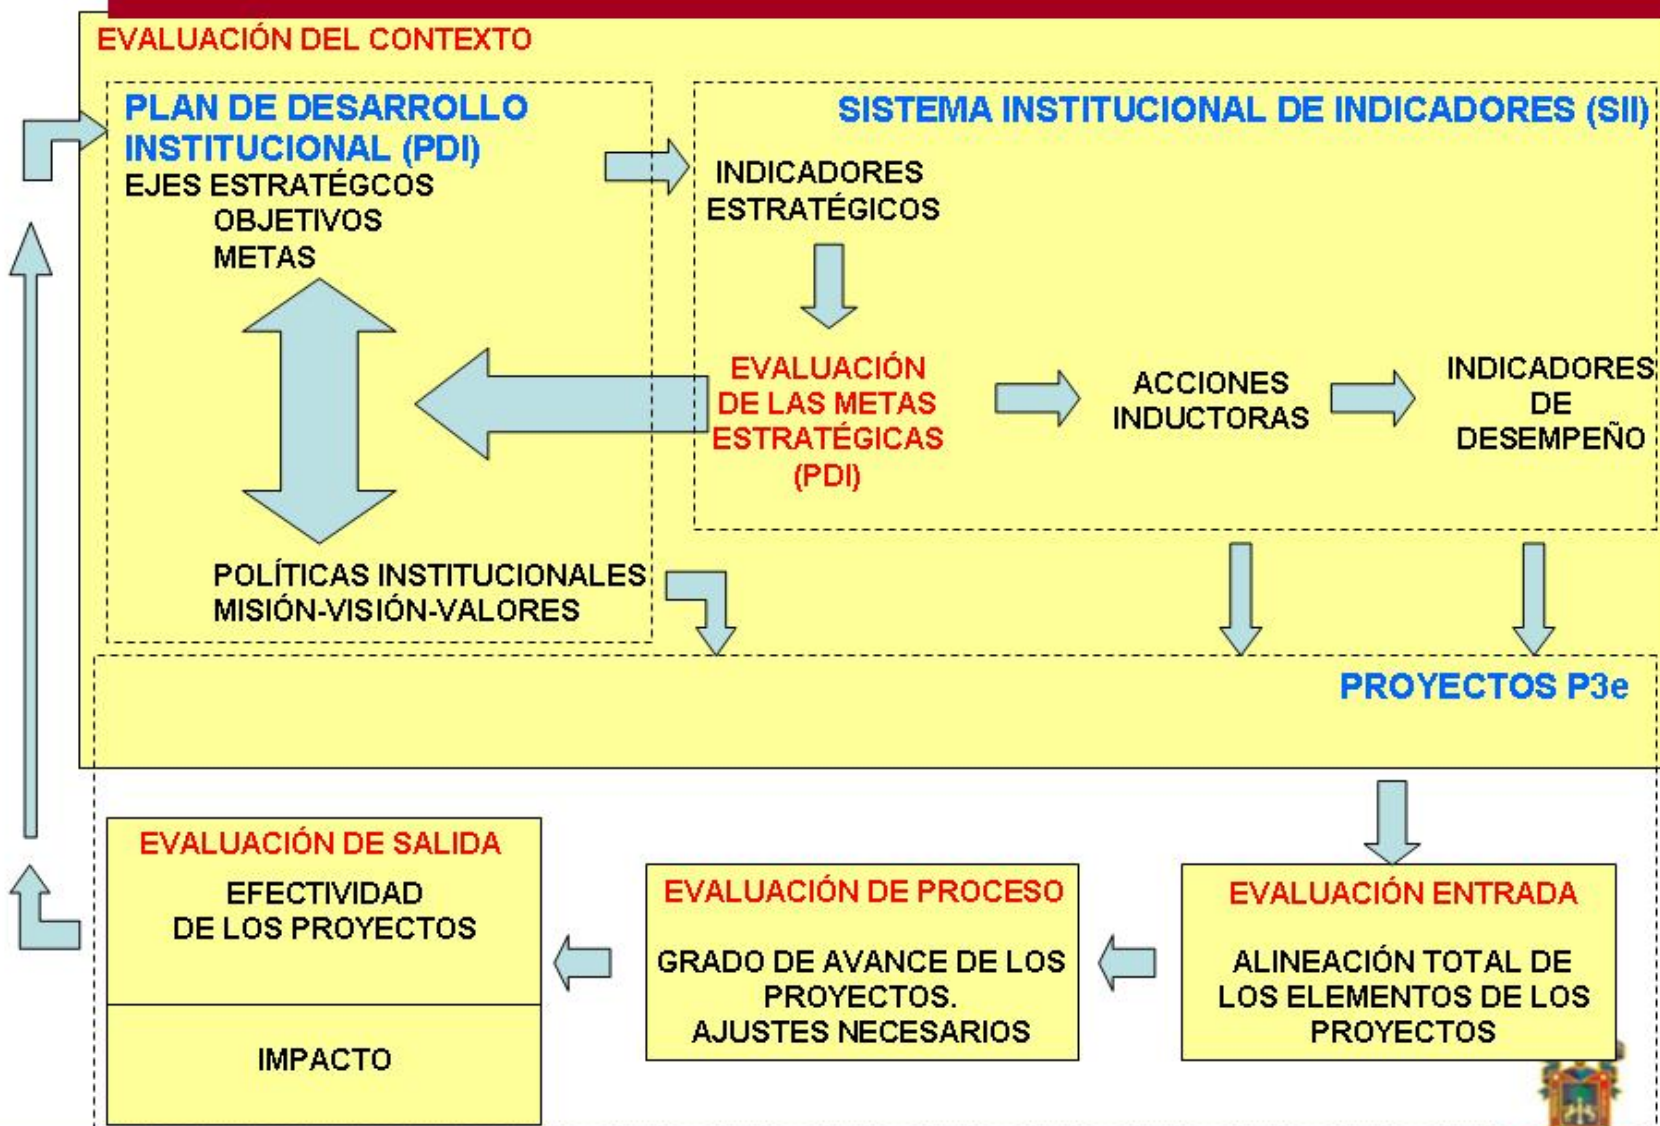 EVALUACIÓN DEL CONTEXTO
PLAN DE DESARROLLO
INSTITUCIONAL (PDI)
EJES ESTRATÉGCOS
OBJETIVOS
METAS
POLÍTICAS INSTITUCIONALES
MISIÓN-VISIÓN-VALORES
SISTEMA INSTITUCIONAL DE INDICADORES (SII)
INDICADORES
ESTRATÉGICOS
EVALUACIÓN
DE LAS METAS
ESTRATÉGICAS
(PDI)
ACCIONES
INDUCTORAS
INDICADORES
DE
DESEMPEÑO
PROYECTOS P3e
EVALUACIÓN ENTRADA
ALINEACIÓN TOTAL DE
LOS ELEMENTOS DE LOS
PROYECTOS
EVALUACIÓN DE PROCESO
GRADO DE AVANCE DE LOS
PROYECTOS.
AJUSTES NECESARIOS
EVALUACIÓN DE SALIDA
EFECTIVIDAD
DE LOS PROYECTOS
IMPACTO